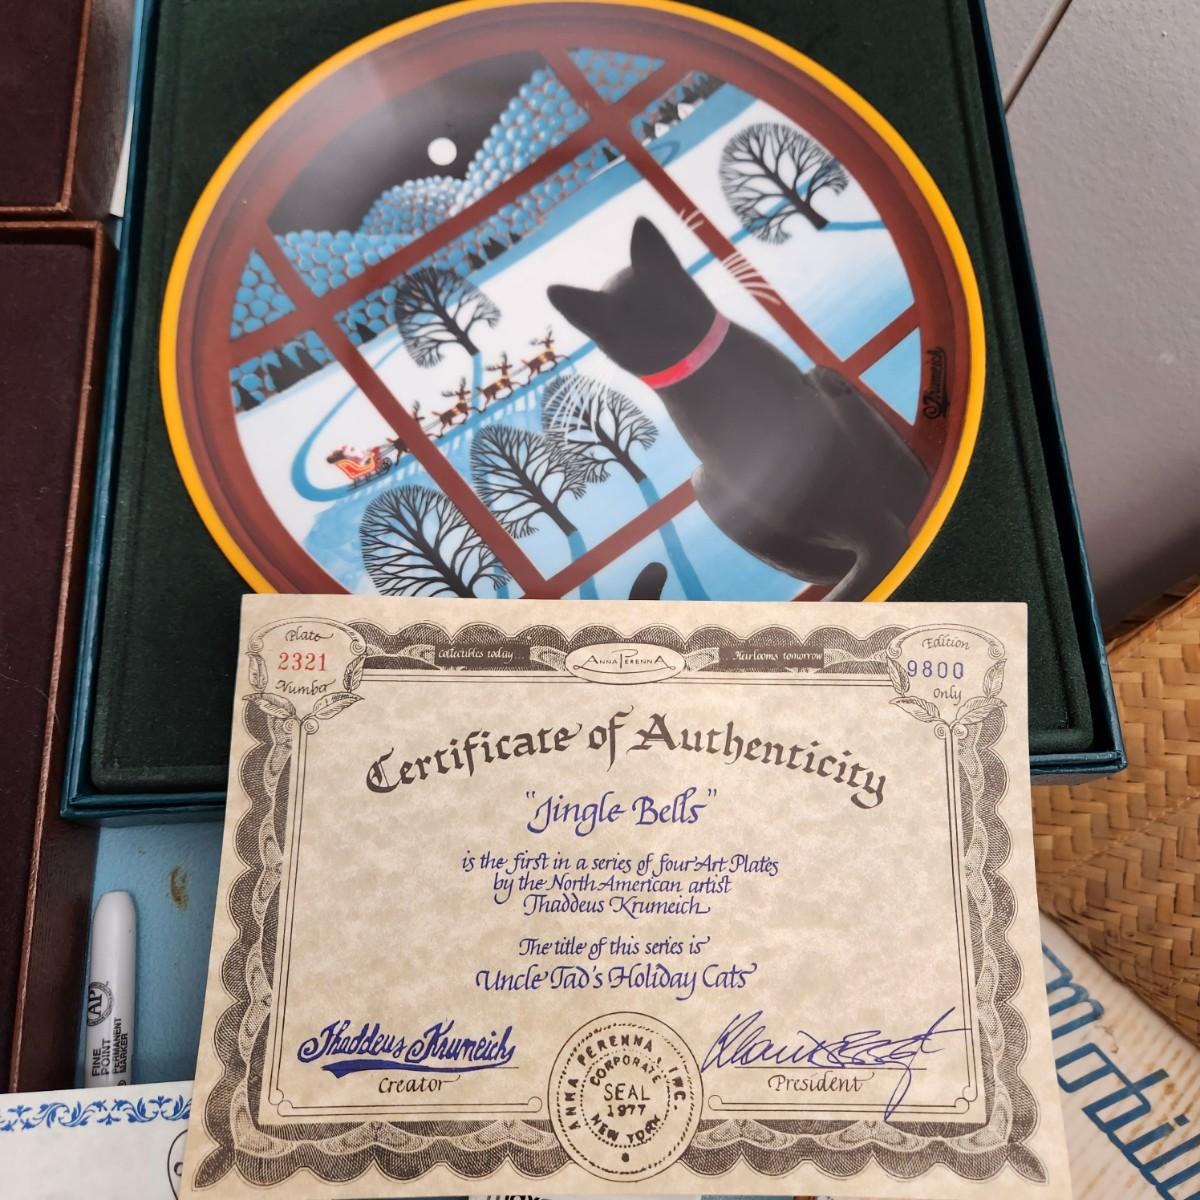 Krumeich
Plate
2321
Number
Collectibles today...
ANNA PERENNA
...Heirlooms tomorrow
Edition
9800
Only
Certificate of Authenticity
"Jingle Bells"
is the first in a series of four Art Plates
by the North American artist
Thaddeus Krumeich
The title of this series is
Uncle Tad's Holiday Cats
Thaddeus Krumeich
Creator
President
ANNA PERENNA, INC.
CORPORATE
SEAL
1977
NEW YORK
AP
FINE
POINT
PERMANENT
MARKER